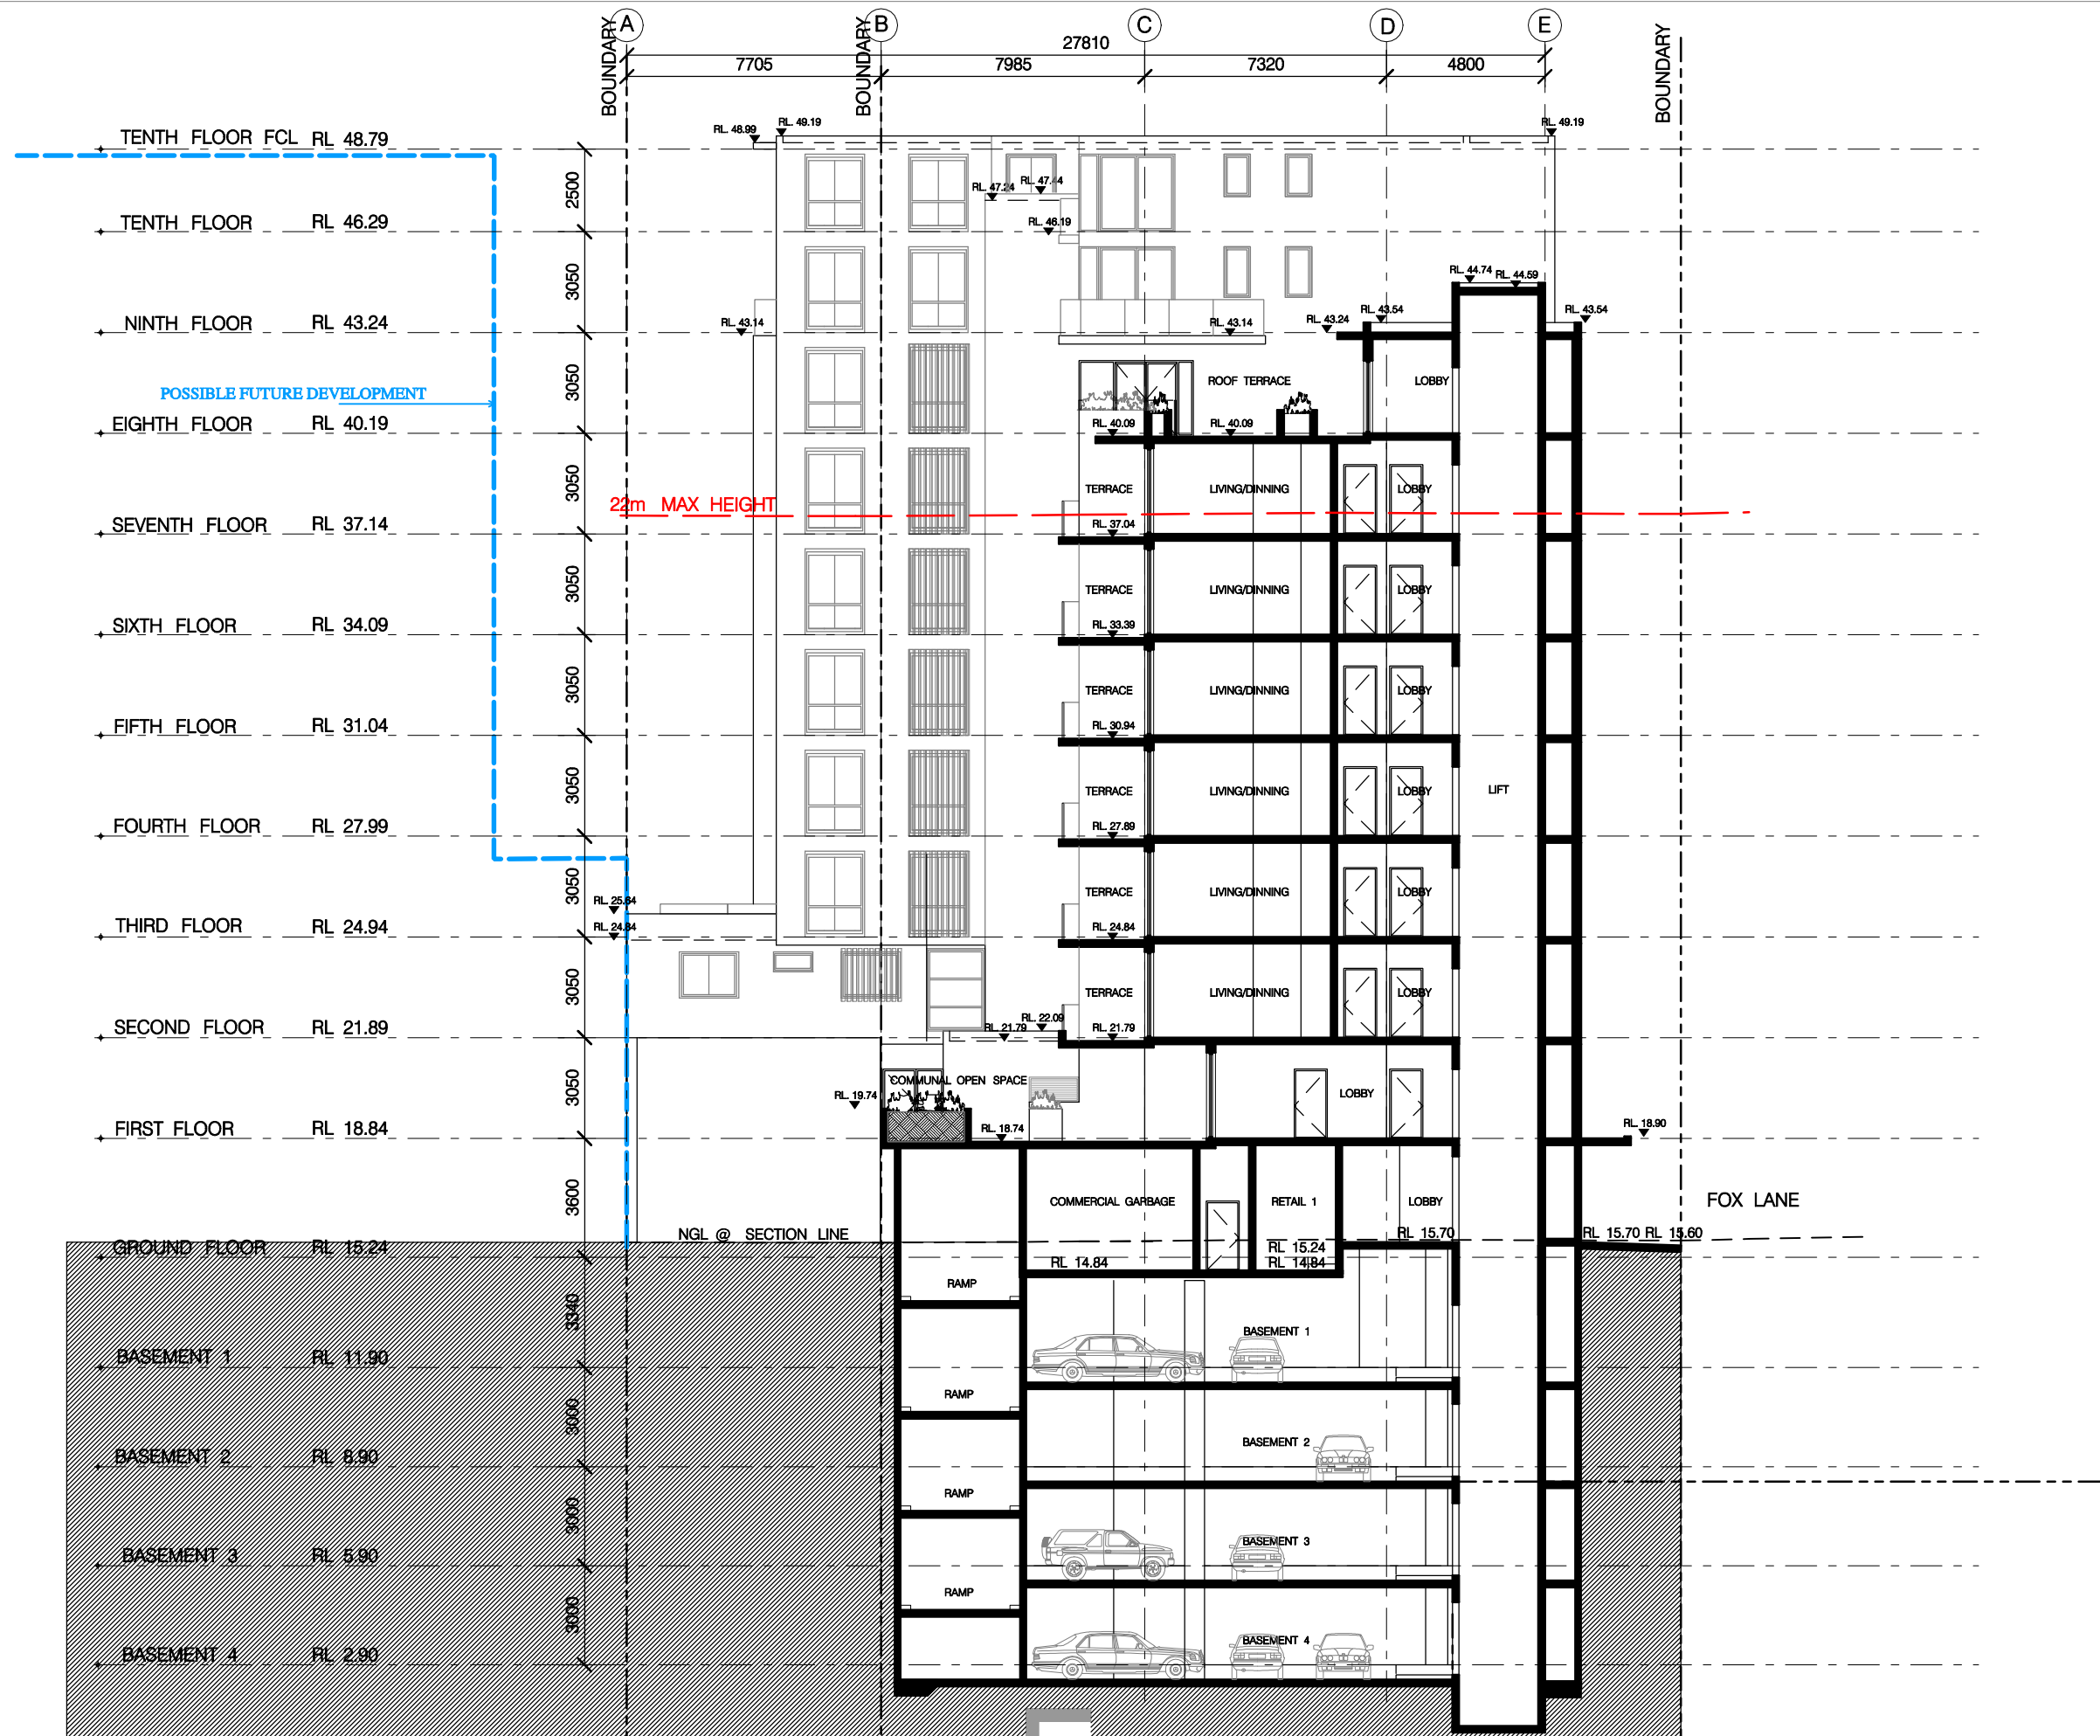 A
B
C
D
E
BOUNDARY
BOUNDARY
BOUNDARY
27810
7705
7985
7320
4800
RL. 48.99
RL. 49.19
RL. 49.19
TENTH FLOOR FCL RL 48.79
2500
RL. 47.24
RL. 47.44
RL. 46.19
TENTH FLOOR RL 46.29
3050
RL. 44.74
RL. 44.59
RL. 43.54
RL. 43.54
RL. 43.14
RL. 43.14
RL. 43.24
NINTH FLOOR RL 43.24
3050
ROOF TERRACE
LOBBY
POSSIBLE FUTURE DEVELOPMENT
RL. 40.09
RL. 40.09
EIGHTH FLOOR RL 40.19
3050
TERRACE
LIVING/DINNING
LOBBY
22m MAX HEIGHT
RL. 37.04
SEVENTH FLOOR RL 37.14
3050
TERRACE
LIVING/DINNING
LOBBY
RL. 33.39
SIXTH FLOOR RL 34.09
3050
TERRACE
LIVING/DINNING
LOBBY
RL. 30.94
FIFTH FLOOR RL 31.04
3050
TERRACE
LIVING/DINNING
LOBBY
LIFT
RL. 27.89
FOURTH FLOOR RL 27.99
3050
TERRACE
LIVING/DINNING
LOBBY
RL. 25.64
RL. 24.84
RL. 24.84
THIRD FLOOR RL 24.94
3050
TERRACE
LIVING/DINNING
LOBBY
RL. 22.09
RL. 21.79
RL. 21.79
SECOND FLOOR RL 21.89
3050
COMMUNAL OPEN SPACE
LOBBY
RL. 19.74
RL. 18.74
RL. 18.90
FIRST FLOOR RL 18.84
3600
COMMERCIAL GARBAGE
RETAIL 1
LOBBY
FOX LANE
NGL @ SECTION LINE
RL 15.70
RL 15.70 RL 15.60
GROUND FLOOR RL 15.24
RL 15.24
RL 14.84
RL 14.84
RAMP
3340
BASEMENT 1
BASEMENT 1 RL 11.90
RAMP
3000
BASEMENT 2
BASEMENT 2 RL 8.90
RAMP
3000
BASEMENT 3
BASEMENT 3 RL 5.90
RAMP
3000
BASEMENT 4
BASEMENT 4 RL 2.90